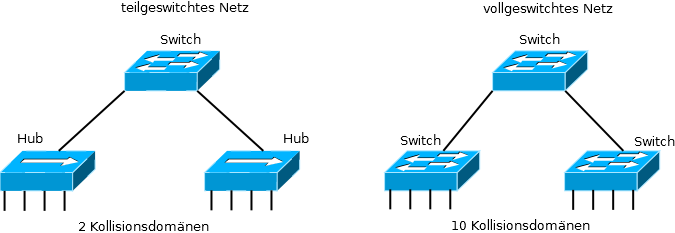 teilgeswitchtes Netz
Switch
Hub
Hub
2 Kollisionsdomänen
vollgeswitchtes Netz
Switch
Switch
Switch
10 Kollisionsdomänen